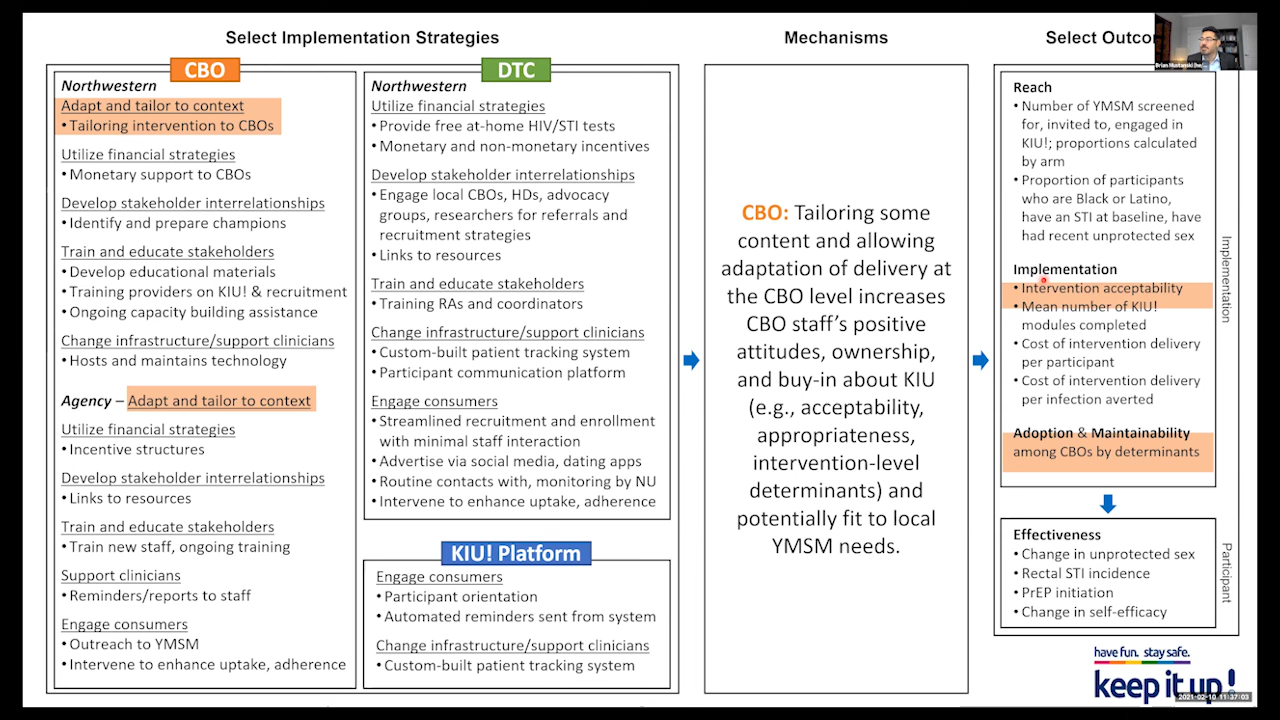 Select Implementation Strategies
Mechanisms
Select Outco
Brian Mustanski (he/
CBO
Northwestern
Adapt and tailor to context
• Tailoring intervention to CBOs
Utilize financial strategies
• Monetary support to CBOs
Develop stakeholder interrelationships
• Identify and prepare champions
Train and educate stakeholders
• Develop educational materials
• Training providers on KIU! & recruitment
• Ongoing capacity building assistance
Change infrastructure/support clinicians
• Hosts and maintains technology
Agency – Adapt and tailor to context
Utilize financial strategies
• Incentive structures
Develop stakeholder interrelationships
• Links to resources
Train and educate stakeholders
• Train new staff, ongoing training
Support clinicians
• Reminders/reports to staff
Engage consumers
• Outreach to YMSM
• Intervene to enhance uptake, adherence
DTC
Northwestern
Utilize financial strategies
• Provide free at-home HIV/STI tests
• Monetary and non-monetary incentives
Develop stakeholder interrelationships
• Engage local CBOs, HDs, advocacy
groups, researchers for referrals and
recruitment strategies
• Links to resources
Train and educate stakeholders
• Training RAs and coordinators
Change infrastructure/support clinicians
• Custom-built patient tracking system
• Participant communication platform
Engage consumers
• Streamlined recruitment and enrollment
with minimal staff interaction
• Advertise via social media, dating apps
• Routine contacts with, monitoring by NU
• Intervene to enhance uptake, adherence
KIU! Platform
Engage consumers
• Participant orientation
• Automated reminders sent from system
Change infrastructure/support clinicians
• Custom-built patient tracking system
CBO: Tailoring some
content and allowing
adaptation of delivery at
the CBO level increases
CBO staff's positive
attitudes, ownership,
and buy-in about KIU
(e.g., acceptability,
appropriateness,
intervention-level
determinants) and
potentially fit to local
YMSM needs.
Reach
• Number of YMSM screened
for, invited to, engaged in
KIU!; proportions calculated
by arm
• Proportion of participants
who are Black or Latino,
have an STI at baseline, have
had recent unprotected sex
Implementation
• Intervention acceptability
• Mean number of KIU!
modules completed
• Cost of intervention delivery
per participant
• Cost of intervention delivery
per infection averted
Adoption & Maintainability
among CBOs by determinants
Implementation
Effectiveness
• Change in unprotected sex
• Rectal STI incidence
• PrEP initiation
• Change in self-efficacy
Participant
have fun. stay safe.
keep it up!
2021-02-10 11:37:03